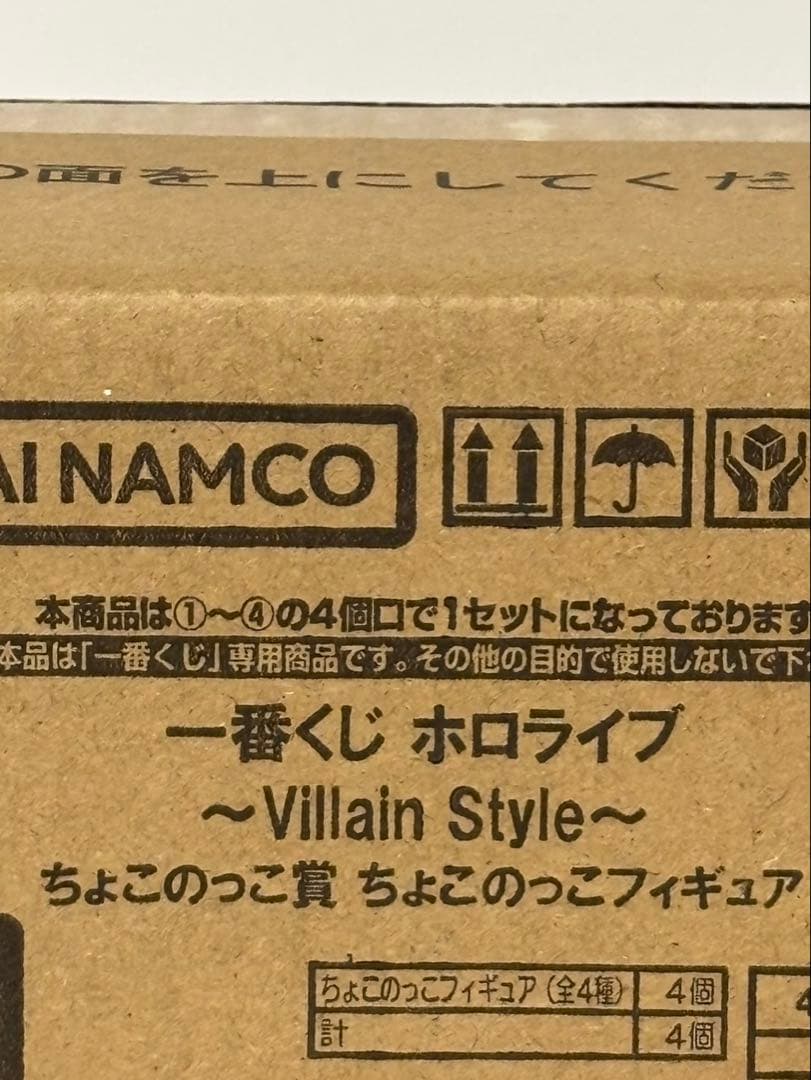 の面を上にしてくだ
AI NAMCO
本商品は①〜④の4個口で1セットになっております
本品は「一番くじ」専用商品です。その他の目的で使用しないで下
一番くじ ホロライブ
〜Villain Style〜
ちょこのっこ賞 ちょこのっこフィギュア
ちょこのっこフィギュア(全4種) 4個
計 4個